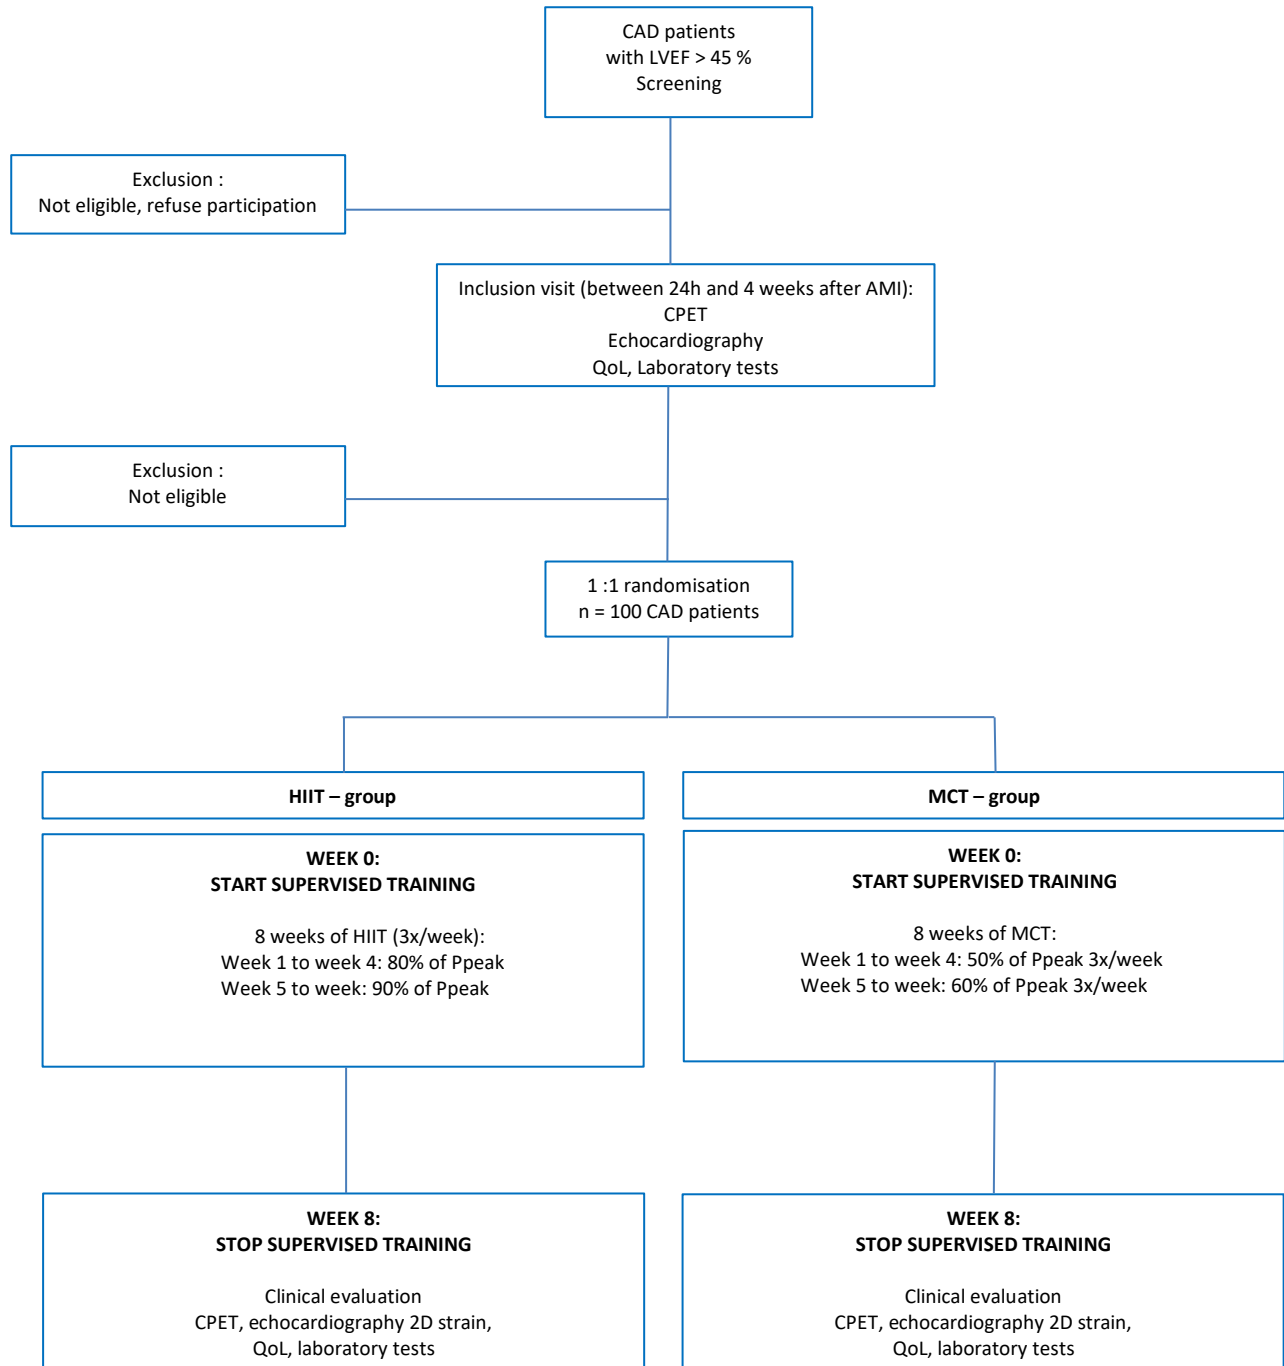 CAD patients
with LVEF > 45 %
Screening
Exclusion :
Not eligible, refuse participation
Inclusion visit (between 24h and 4 weeks after AMI):
CPET
Echocardiography
QoL, Laboratory tests
Exclusion :
Not eligible
1 :1 randomisation
n = 100 CAD patients
HIIT – group
WEEK 0:
START SUPERVISED TRAINING
8 weeks of HIIT (3x/week):
Week 1 to week 4: 80% of Ppeak
Week 5 to week: 90% of Ppeak
MCT – group
WEEK 0:
START SUPERVISED TRAINING
8 weeks of MCT:
Week 1 to week 4: 50% of Ppeak 3x/week
Week 5 to week: 60% of Ppeak 3x/week
WEEK 8:
STOP SUPERVISED TRAINING
Clinical evaluation
CPET, echocardiography 2D strain,
QoL, laboratory tests
WEEK 8:
STOP SUPERVISED TRAINING
Clinical evaluation
CPET, echocardiography 2D strain,
QoL, laboratory tests